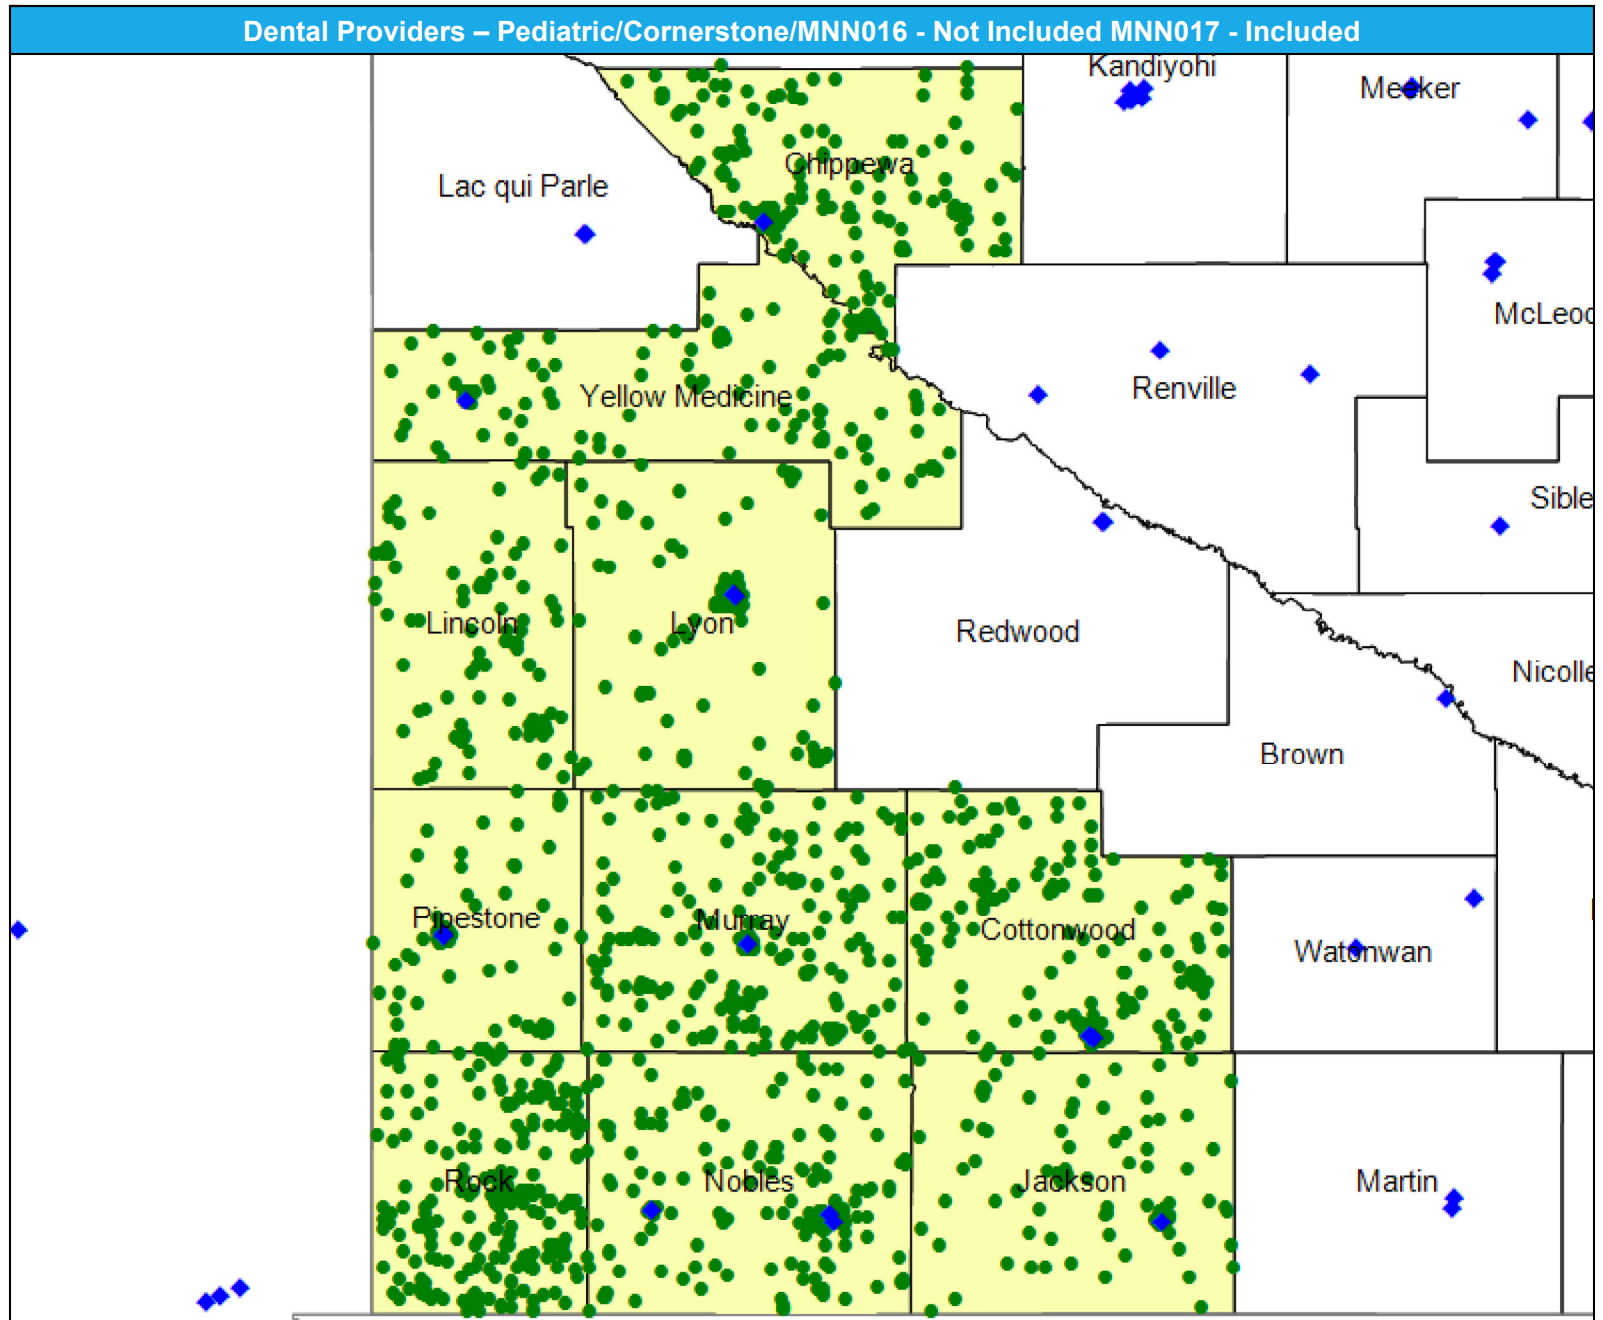 Dental Providers – Pediatric/Cornerstone/MNN016 - Not Included MNN017 - Included
Kandiyohi
Meeker
Chippewa
Lac qui Parle
McLeod
Renville
Yellow Medicine
Sible
Lincoln
Lyon
Redwood
Nicolle
Brown
Pipestone
Murray
Cottonwood
Watonwan
Rock
Nobles
Jackson
Martin